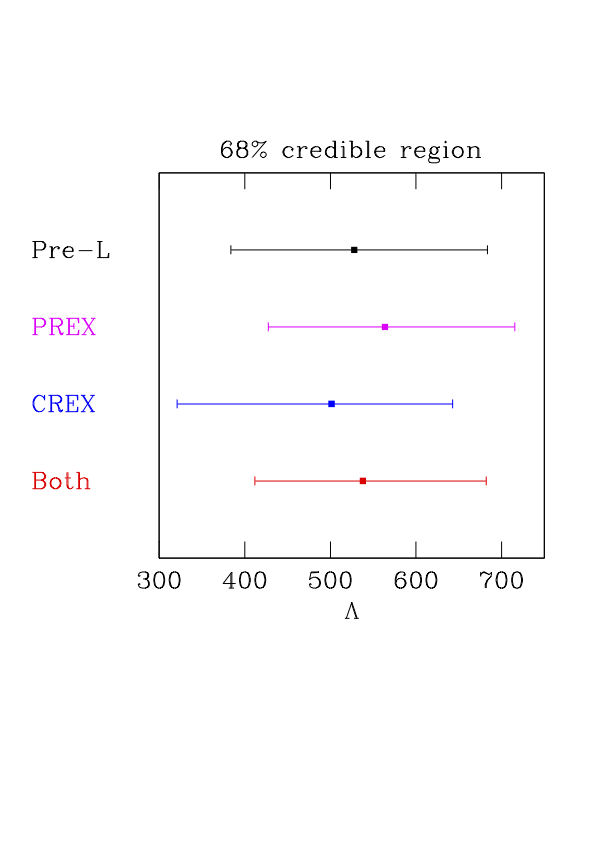 68% credible region
Pre-L
PREX
CREX
Both
300 400 500 600 700
Λ